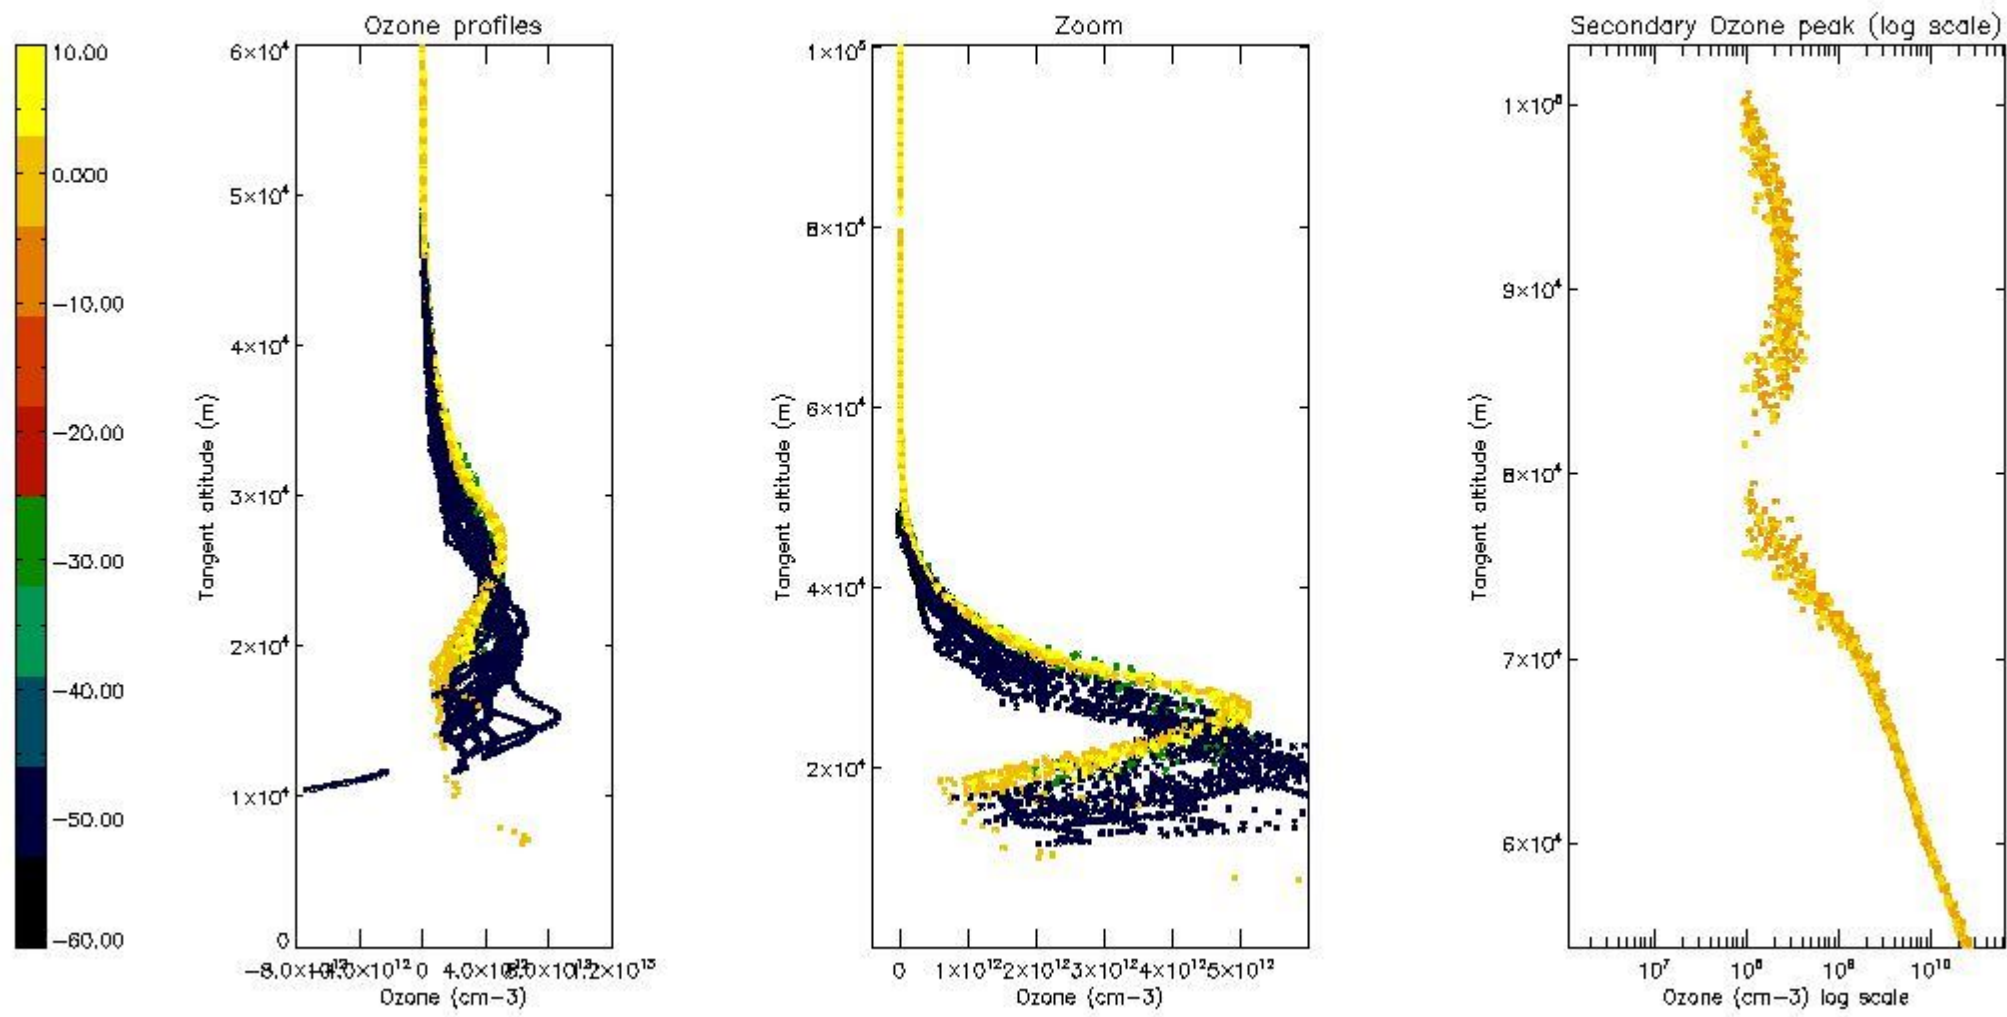 Ozone profiles
Zoom
Secondary Ozone peak (log scale)
10.00
0.000
−10.00
−20.00
−30.00
−40.00
−50.00
−60.00
6×10⁴
5×10⁴
4×10⁴
3×10⁴
2×10⁴
1×10⁴
0
Tangent altitude (m)
0
Ozone (cm−3)
1×10⁵
8×10⁴
6×10⁴
4×10⁴
2×10⁴
Tangent altitude (m)
0 1×10¹² 2×10¹² 3×10¹² 4×10¹² 5×10¹²
Ozone (cm−3)
9×10⁴
8×10⁴
7×10⁴
6×10⁴
Tangent altitude (m)
10⁷ 10⁸ 10⁹ 10¹⁰
Ozone (cm−3) log scale